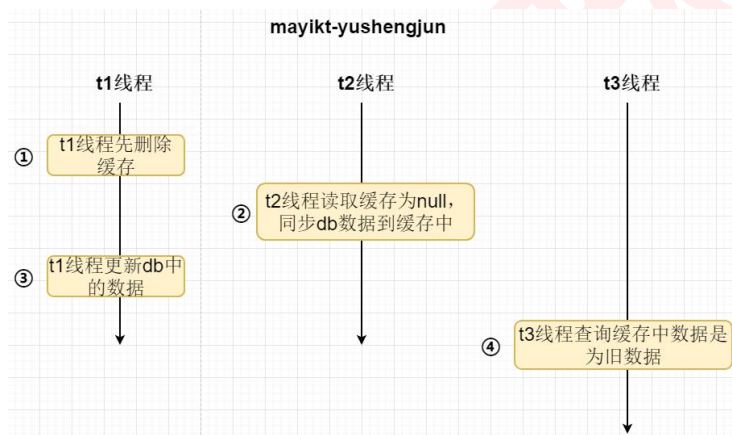 mayikt-yushengjun
t1线程
t2线程
t3线程
①
t1线程先删除
缓存
②
t2线程读取缓存为null，
同步db数据到缓存中
③
t1线程更新db中
的数据
④
t3线程查询缓存中数据是
为旧数据